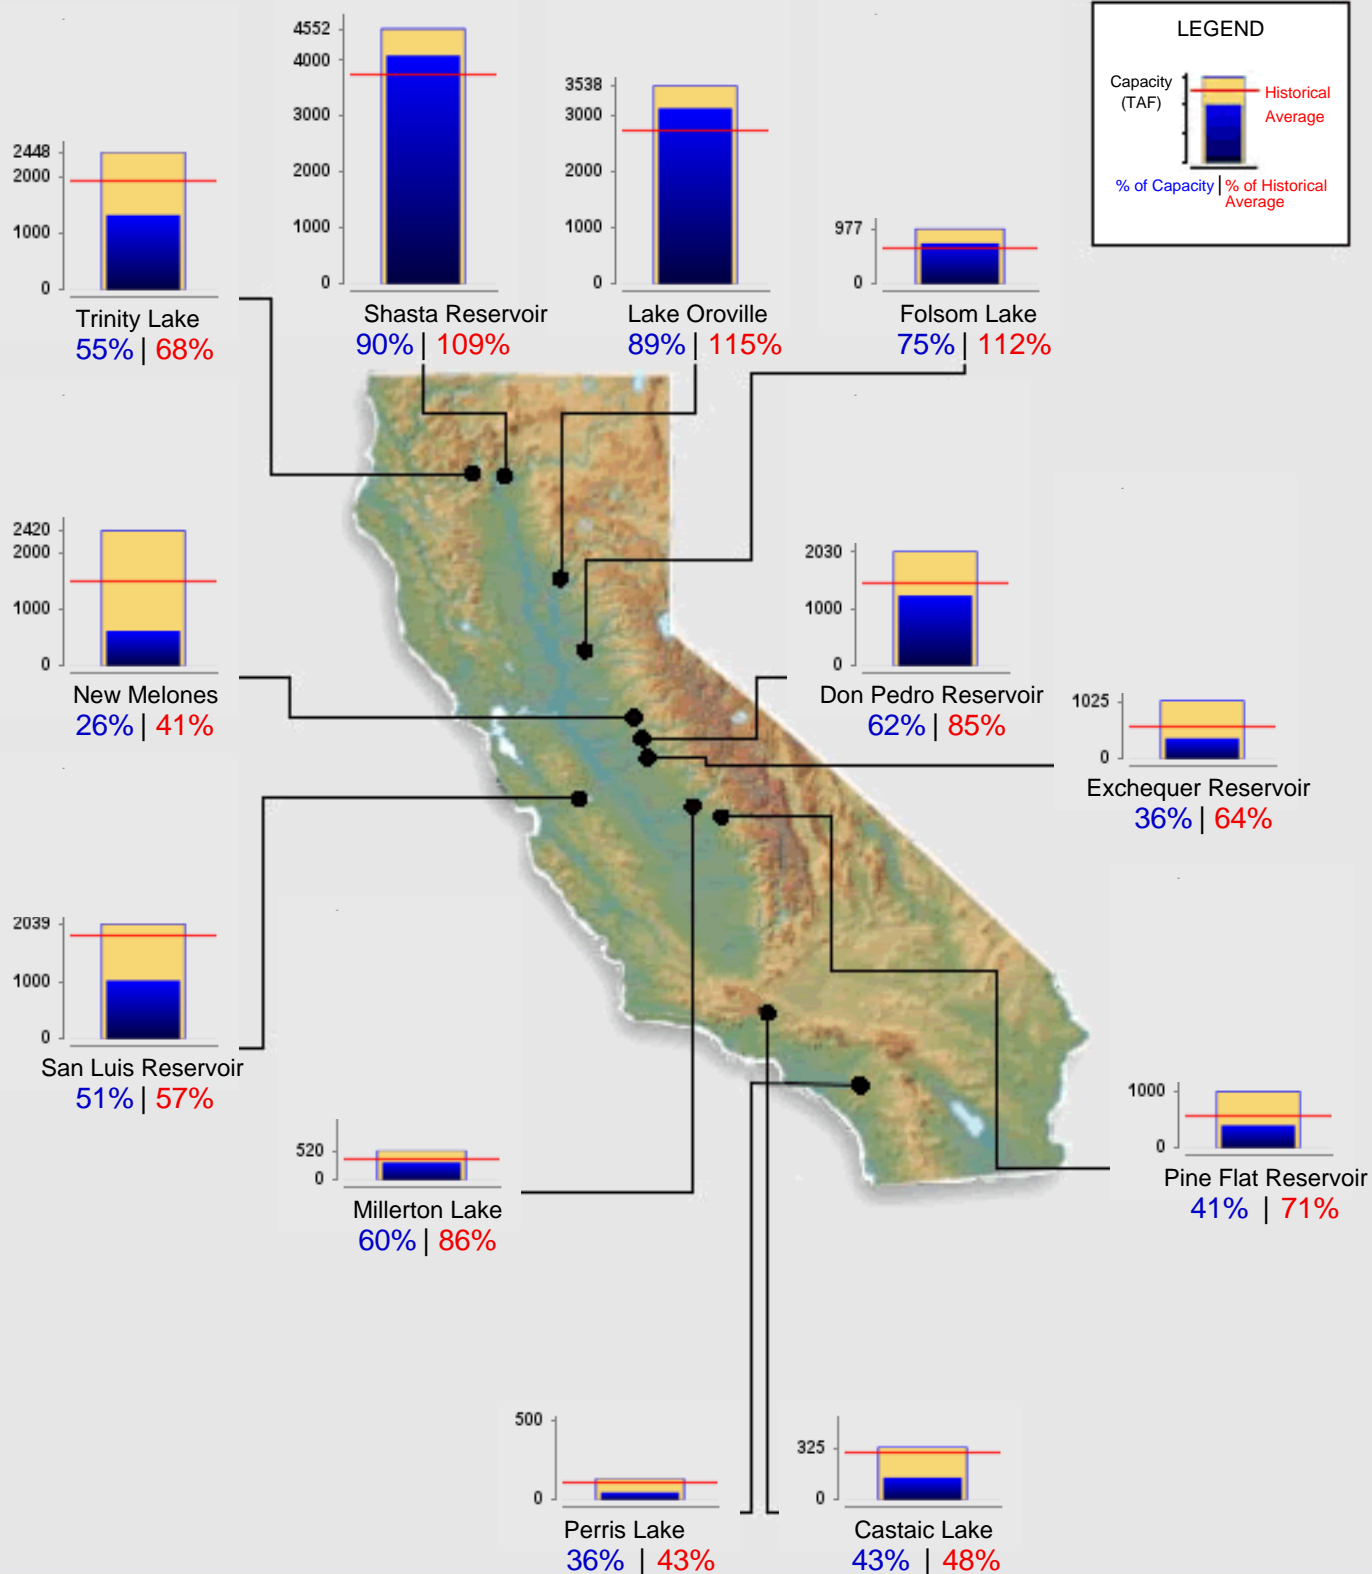 LEGEND
Capacity
(TAF)
Historical
Average
% of Capacity | % of Historical
Average
4552
4000
3000
2000
1000
0
Shasta Reservoir
90% | 109%
3538
3000
2000
1000
0
Lake Oroville
89% | 115%
2448
2000
1000
0
Trinity Lake
55% | 68%
977
0
Folsom Lake
75% | 112%
2420
2000
1000
0
New Melones
26% | 41%
2030
1000
0
Don Pedro Reservoir
62% | 85%
1025
0
Exchequer Reservoir
36% | 64%
2039
1000
0
San Luis Reservoir
51% | 57%
520
0
Millerton Lake
60% | 86%
1000
0
Pine Flat Reservoir
41% | 71%
500
0
Perris Lake
36% | 43%
325
0
Castaic Lake
43% | 48%